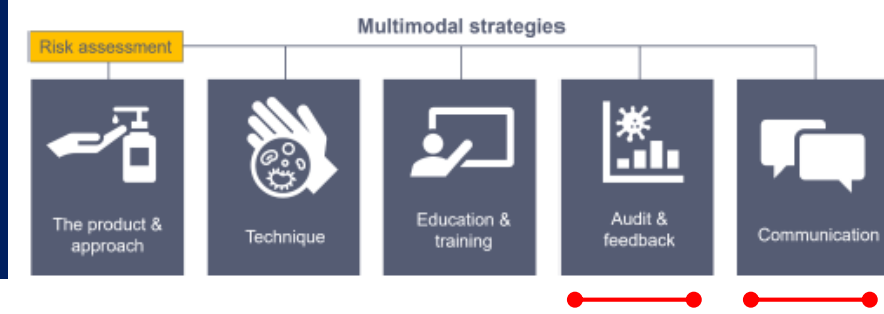 Multimodal strategies
Risk assessment
The product &
approach
Technique
Education &
training
Audit &
feedback
Communication